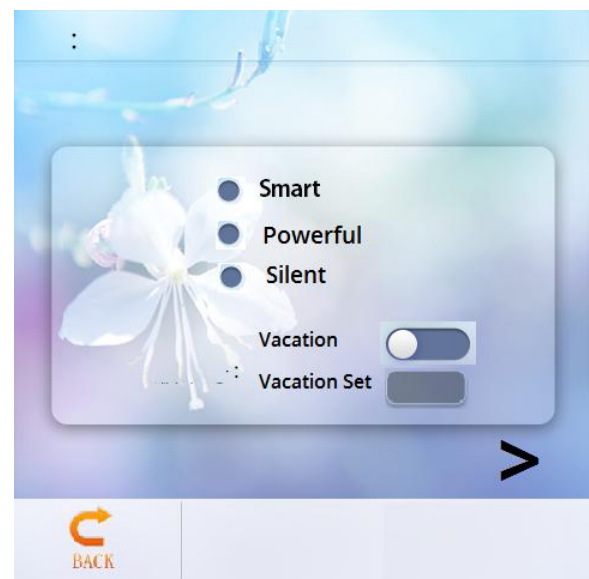 :
Smart
Powerful
Silent
Vacation
:
Vacation Set
>
BACK